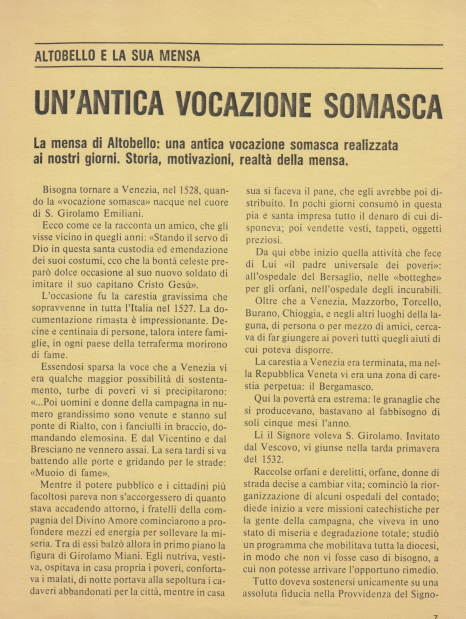 ALTOBELLO E LA SUA MENSA
UN'ANTICA VOCAZIONE SOMASCA
La mensa di Altobello: una antica vocazione somasca realizzata
ai nostri giorni. Storia, motivazioni, realtà della mensa.
Bisogna tornare a Venezia, nel 1528, quan-
do la «vocazione somasca» nacque nel cuore
di S. Girolamo Emiliani.
Ecco come ce la racconta un amico, che gli
visse vicino in quegli anni: «Stando il servo di
Dio in questa santa custodia ed emendazione
dei suoi costumi, cco che la bontà celeste pre-
parò dolce occasione al suo nuovo soldato di
imitare il suo capitano Cristo Gesù».
L'occasione fu la carestia gravissima che
sopravvenne in tutta l'Italia nel 1527. La do-
cumentazione rimasta è impressionante. De-
cine e centinaia di persone, talora intere fami-
glie, in ogni paese della terraferma morirono
di fame.
Essendosi sparsa la voce che a Venezia vi
era qualche maggior possibilità di sostenta-
mento, turbe di poveri vi si precipitarono:
«...Poi uomini e donne della campagna in nu-
mero grandissimo sono venute e stanno sul
ponte di Rialto, con i fanciulli in braccio, do-
mandando elemosina. E dal Vicentino e dal
Bresciano ne vennero assai. La sera tardi si va
battendo alle porte e gridando per le strade:
«Muoio di fame».
Mentre il potere pubblico e i cittadini più
facoltosi pareva non s'accorgessero di quanto
stava accadendo attorno, i fratelli della com-
pagnia del Divino Amore cominciarono a pro-
fondere mezzi ed energia per sollevare la mi-
seria. Tra di essi balzò allora in primo piano la
figura di Girolamo Miani. Egli nutriva, vesti-
va, ospitava in casa propria i poveri, conforta-
va i malati, di notte portava alla sepoltura i ca-
daveri abbandonati per la città, mentre in casa
sua si faceva il pane, che egli avrebbe poi di-
stribuito. In pochi giorni consumò in questa
pia e santa impresa tutto il denaro di cui di-
sponeva; poi vendette vesti, tappeti, oggetti
preziosi.
Da qui ebbe inizio quella attività che fece
di Lui «il padre universale dei poveri»:
all'ospedale del Bersaglio, nelle «botteghe»
per gli orfani, nell'ospedale degli incurabili.
Oltre che a Venezia, Mazzorbo, Torcello,
Burano, Chioggia, e negli altri luoghi della la-
guna, di persona o per mezzo di amici, cerca-
va di far giungere ai poveri tutti quegli aiuti di
cui poteva disporre.
La carestia a Venezia era terminata, ma nel-
la Repubblica Veneta vi era una zona di care-
stia perpetua: il Bergamasco.
Qui la povertà era estrema: le granaglie che
si producevano, bastavano al fabbisogno di
soli cinque mesi l'anno.
Lì il Signore voleva S. Girolamo. Invitato
dal Vescovo, vi giunse nella tarda primavera
del 1532.
Raccolse orfani e derelitti, orfane, donne di
strada decise a cambiar vita; cominciò la rior-
ganizzazione di alcuni ospedali del contado;
diede inizio a vere missioni catechistiche per
la gente della campagna, che viveva in uno
stato di miseria e degradazione totale; studiò
un programma che mobilitava tutta la diocesi,
in modo che non vi fosse caso di bisogno, a
cui non potesse arrivare l'opportuno rimedio.
Tutto doveva sostenersi unicamente su una
assoluta fiducia nella Provvidenza del Signo-
7